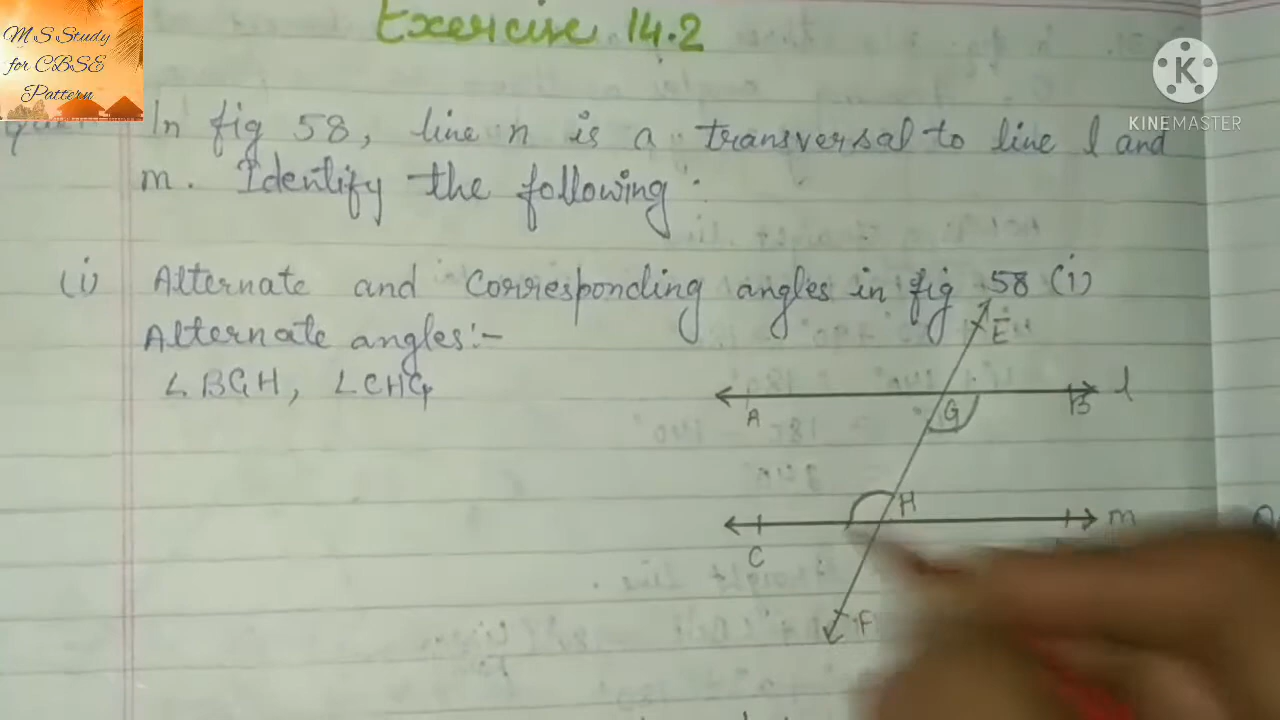 Exercise 14.2
M S Study
for CBSE
Pattern
K
KINEMASTER
In fig 58, line n is a transversal to line l and
m. Identify the following:
(i) Alternate and Corresponding angles in fig 58 (i)
Alternate angles:-
∠BGH, ∠CHG
E
A G B l
H
C m
F